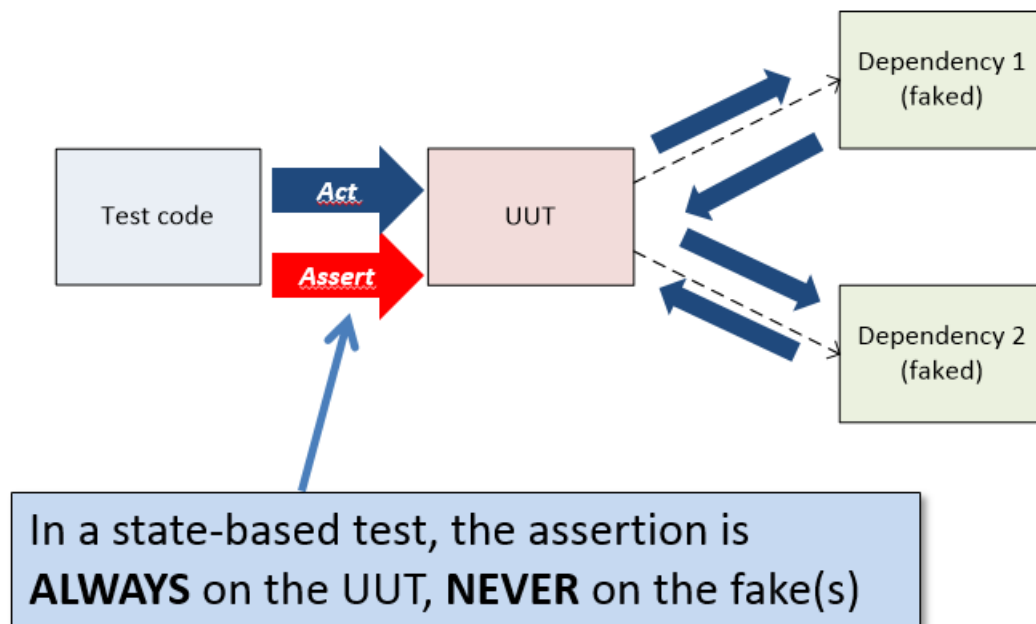 Dependency 1
(faked)
Test code
Act
UUT
Assert
Dependency 2
(faked)
In a state-based test, the assertion is
ALWAYS on the UUT, NEVER on the fake(s)